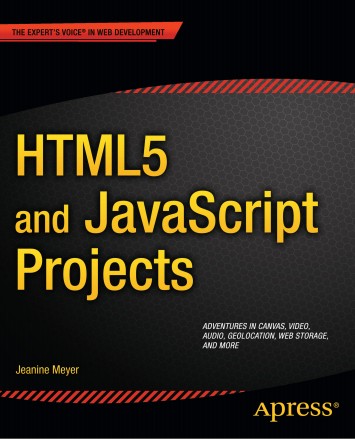 THE EXPERT'S VOICE® IN WEB DEVELOPMENT
HTML5
and JavaScript
Projects
ADVENTURES IN CANVAS, VIDEO,
AUDIO, GEOLOCATION, WEB STORAGE,
AND MORE
Jeanine Meyer
Apress®